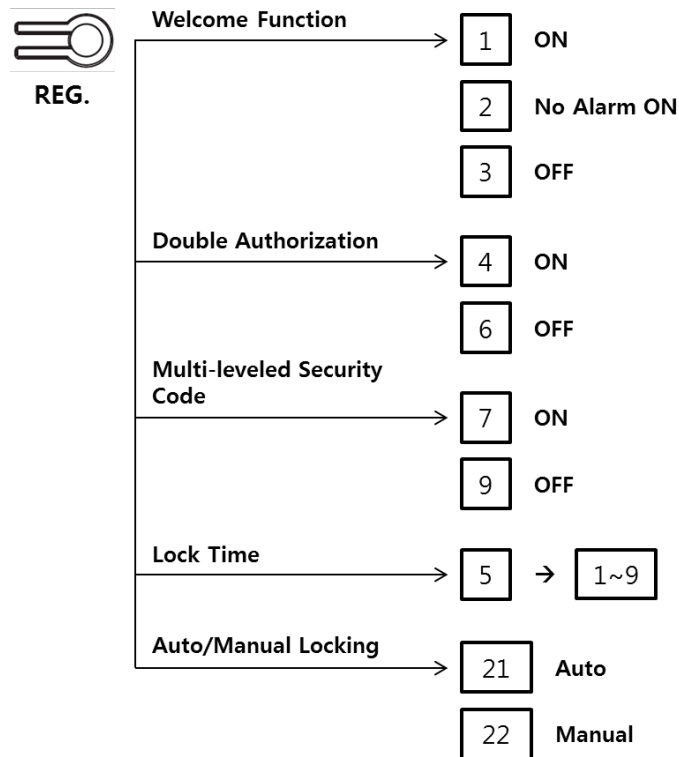 Welcome Function
REG.
1 ON
2 No Alarm ON
3 OFF
Double Authorization
4 ON
6 OFF
Multi-leveled Security
Code
7 ON
9 OFF
Lock Time
5 → 1~9
Auto/Manual Locking
21 Auto
22 Manual